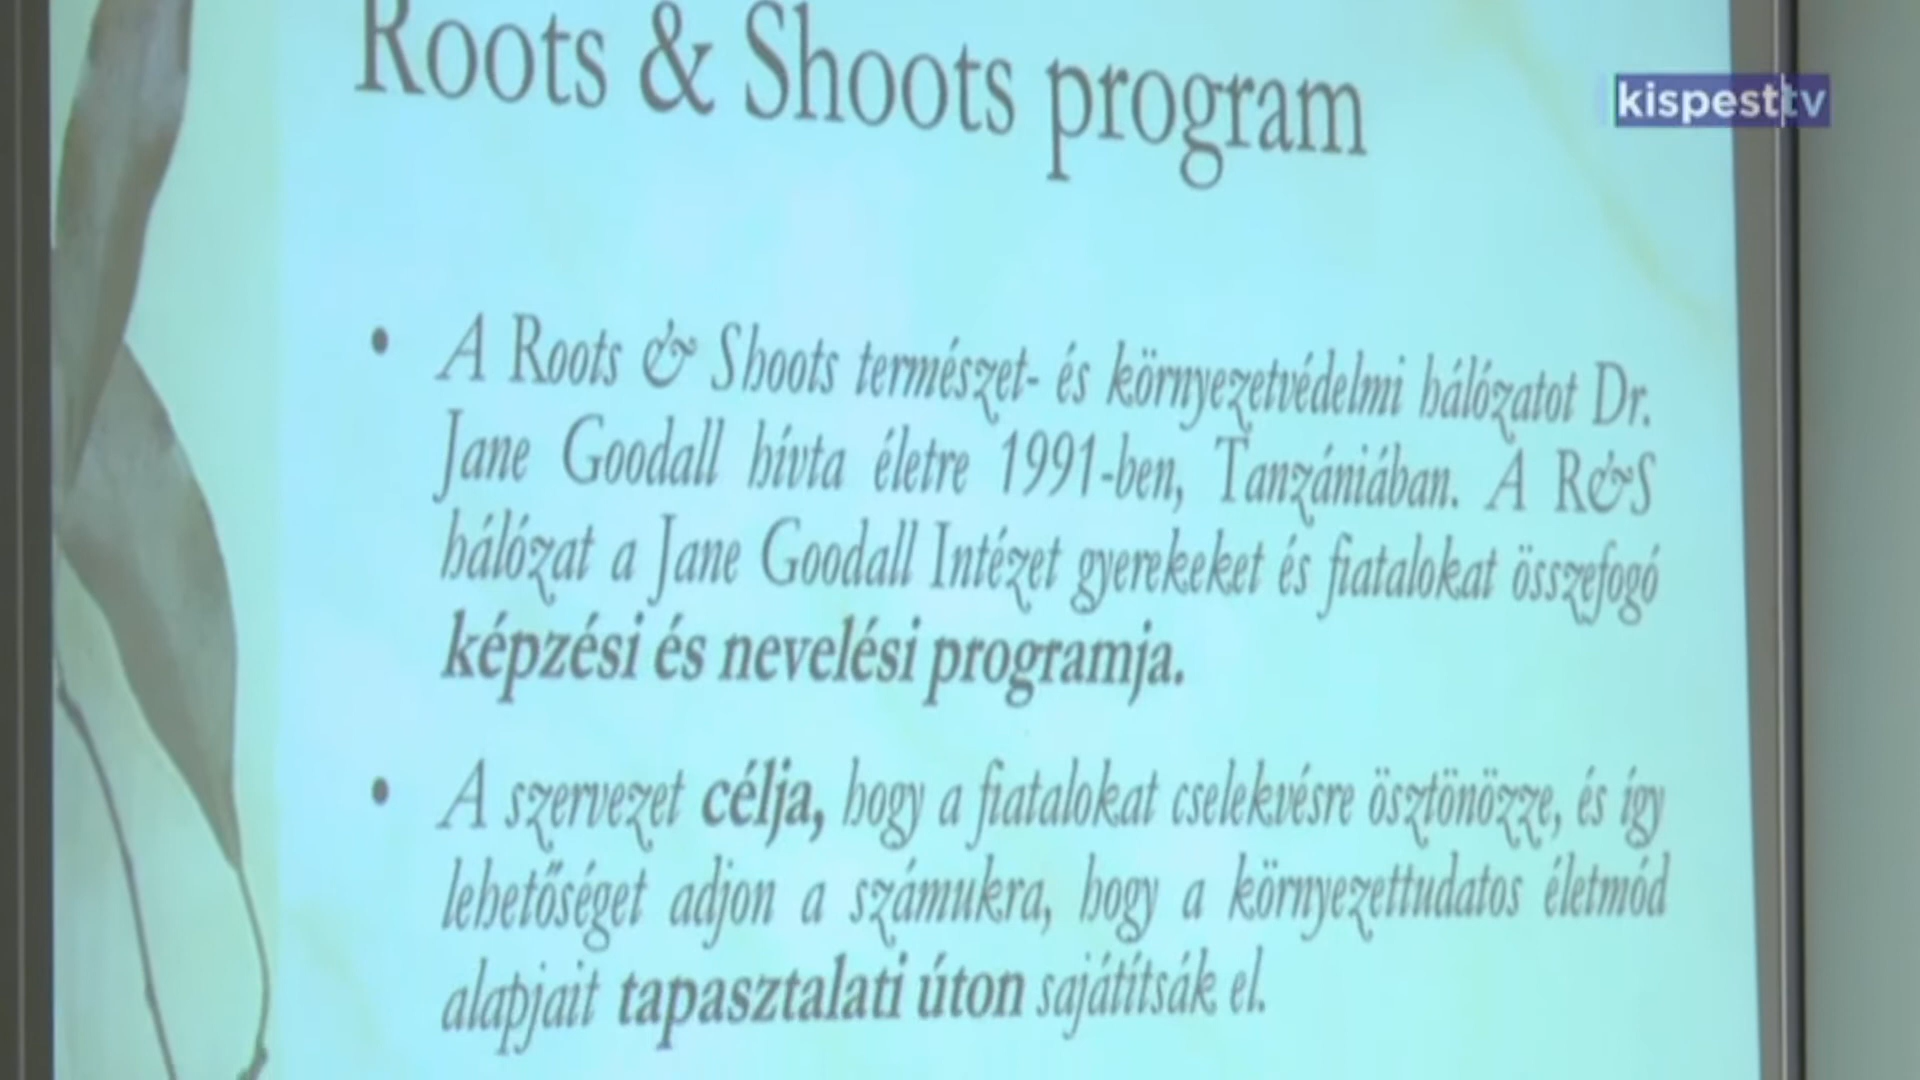 Roots & Shoots program
kispest tv
• A Roots & Shoots természet- és környezetvédelmi hálózatot Dr.
Jane Goodall hívta életre 1991-ben, Tanzániában. A R&S
hálózat a Jane Goodall Intézet gyerekeket és fiatalokat összefogó
képzési és nevelési programja.
• A szervezet célja, hogy a fiatalokat cselekvésre ösztönözze, és így
lehetőséget adjon a számukra, hogy a környezettudatos életmód
alapjait tapasztalati úton sajátítsák el.